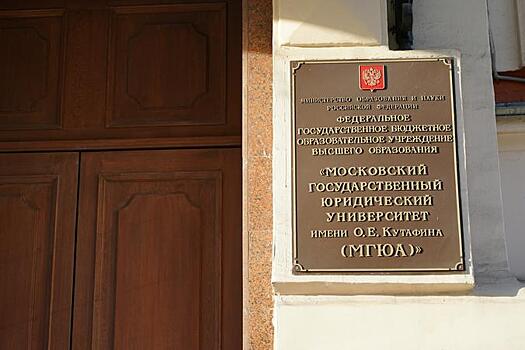 МИНИСТЕРСТВО ОБРАЗОВАНИЯ И НАУКИ
РОССИЙСКОЙ ФЕДЕРАЦИИ
ФЕДЕРАЛЬНОЕ
ГОСУДАРСТВЕННОЕ БЮДЖЕТНОЕ
ОБРАЗОВАТЕЛЬНОЕ УЧРЕЖДЕНИЕ
ВЫСШЕГО ОБРАЗОВАНИЯ
«МОСКОВСКИЙ
ГОСУДАРСТВЕННЫЙ
ЮРИДИЧЕСКИЙ
УНИВЕРСИТЕТ
ИМЕНИ О.Е. КУТАФИНА
(МГЮА)»